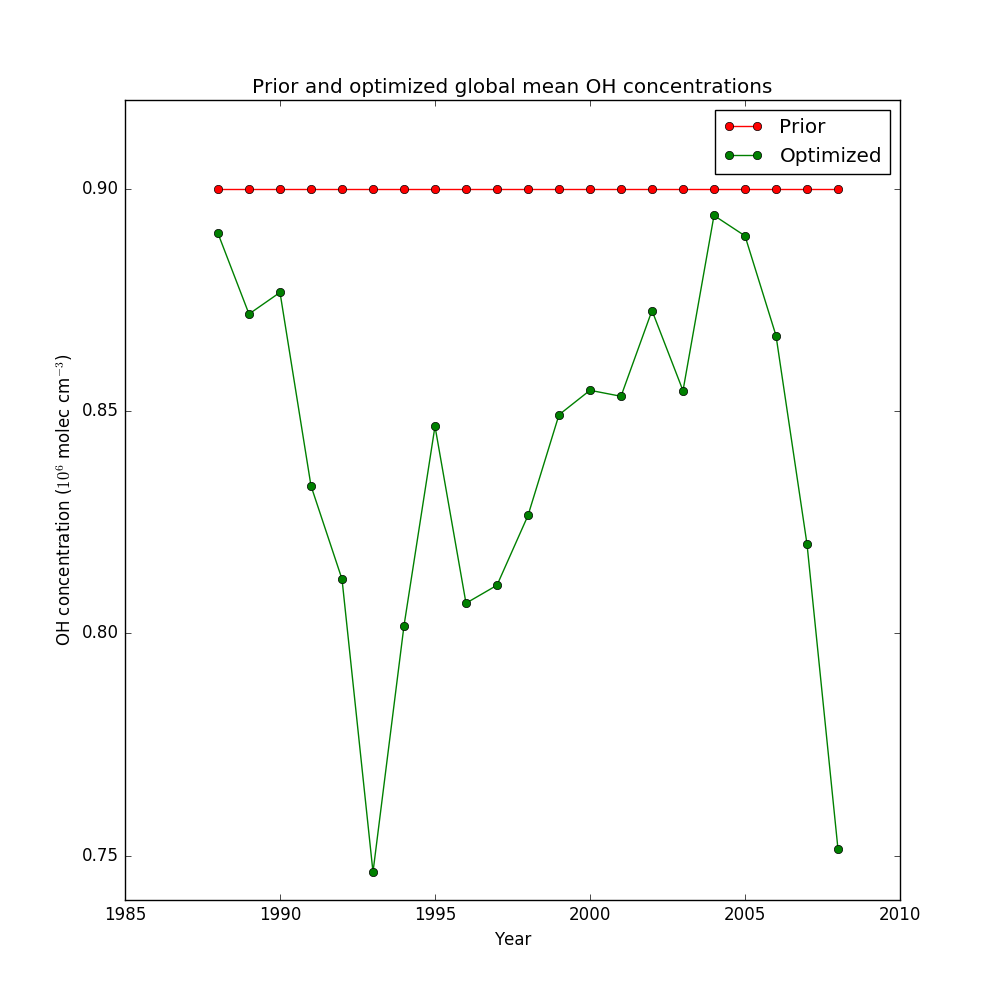 Prior and optimized global mean OH concentrations
Prior
Optimized
0.90
0.85
0.80
0.75
OH concentration (10⁶ molec cm⁻³)
1985 1990 1995 2000 2005 2010
Year